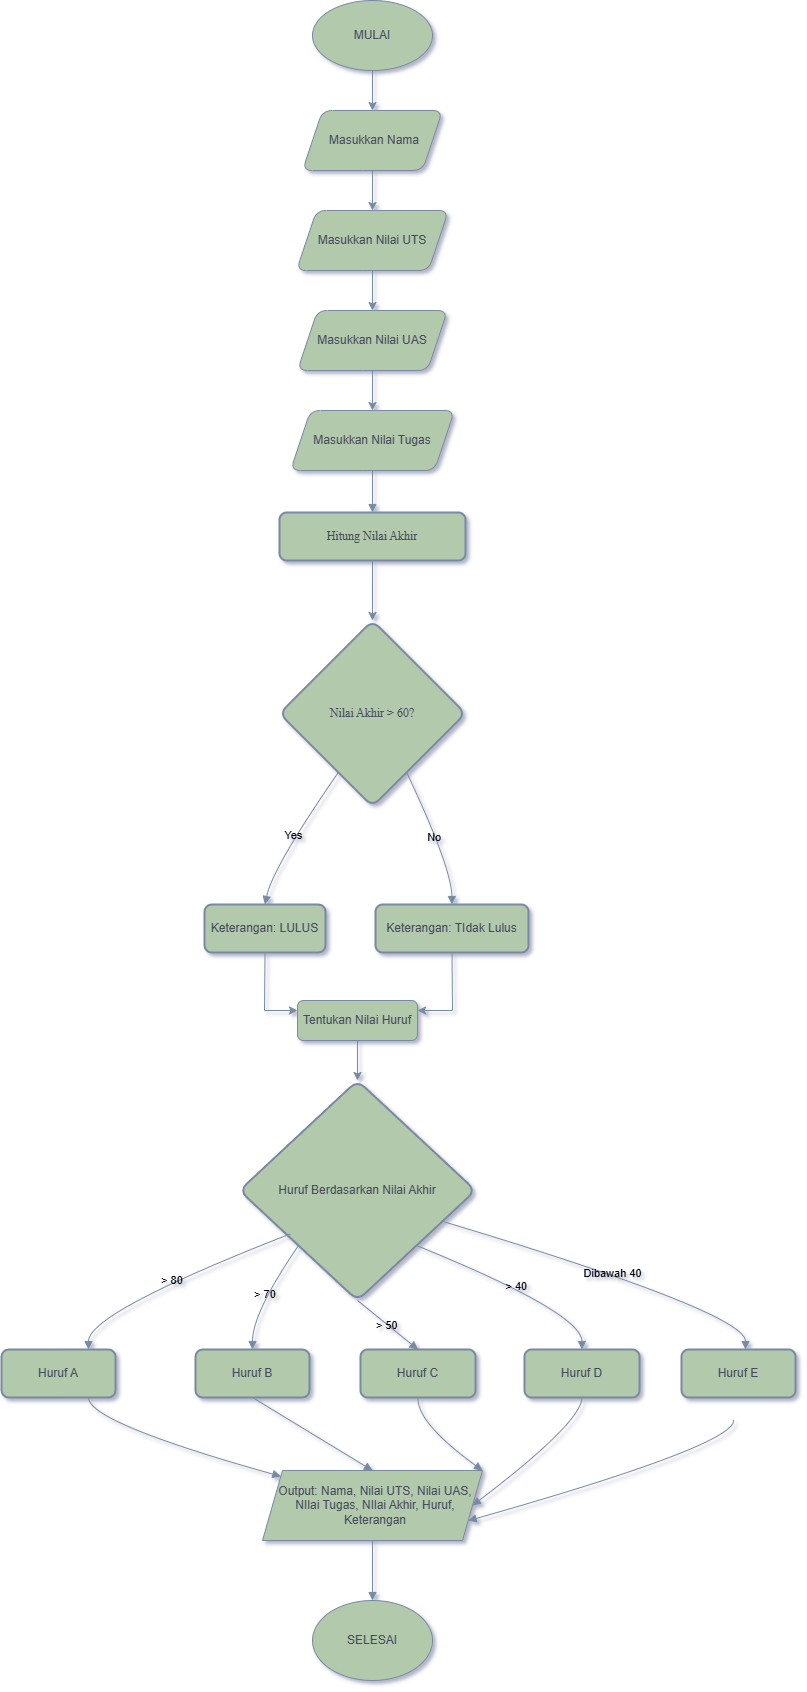 MULAI
Masukkan Nama
Masukkan Nilai UTS
Masukkan Nilai UAS
Masukkan Nilai Tugas
Hitung Nilai Akhir
Nilai Akhir > 60?
Yes
No
Keterangan: LULUS
Keterangan: TIdak Lulus
Tentukan Nilai Huruf
Huruf Berdasarkan Nilai Akhir
> 80
> 70
> 50
> 40
Dibawah 40
Huruf A
Huruf B
Huruf C
Huruf D
Huruf E
Output: Nama, Nilai UTS, Nilai UAS,
NIlai Tugas, NIlai Akhir, Huruf,
Keterangan
SELESAI